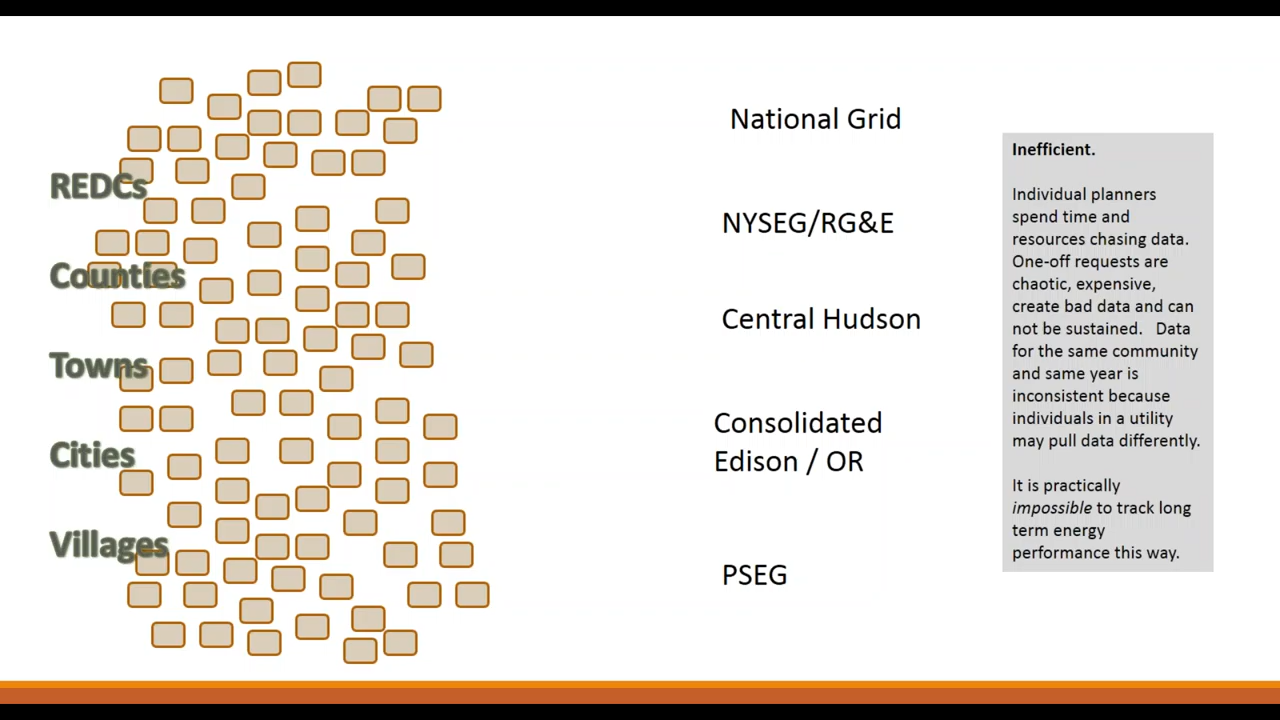 REDCs
Counties
Towns
Cities
Villages
National Grid
NYSEG/RG&E
Central Hudson
Consolidated
Edison / OR
PSEG
Inefficient.
Individual planners
spend time and
resources chasing data.
One-off requests are
chaotic, expensive,
create bad data and can
not be sustained.   Data
for the same community
and same year is
inconsistent because
individuals in a utility
may pull data differently.
It is practically
impossible to track long
term energy
performance this way.